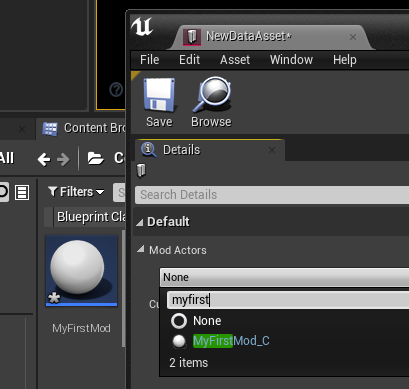 NewDataAsset*
File Edit Asset Window Help
Save Browse
Content Bro
All
Details
Filters
Search Details
Blueprint Cla
Default
Mod Actors
None
myfirst
None
MyFirstMod_C
2 items
MyFirstMod